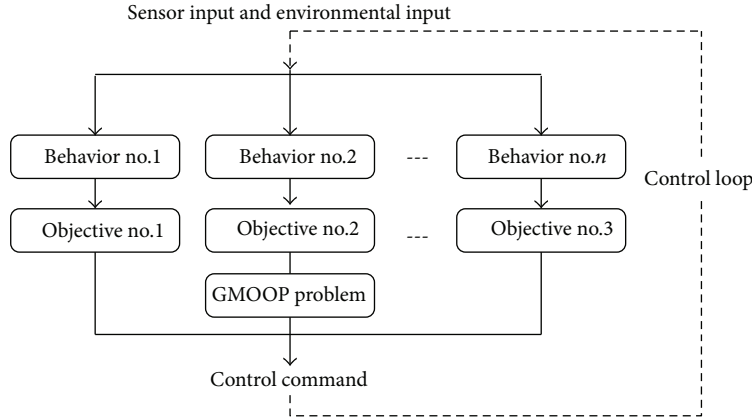 Sensor input and environmental input
Behavior no.1
Behavior no.2
---
Behavior no.n
Control loop
Objective no.1
Objective no.2
---
Objective no.3
GMOOP problem
Control command